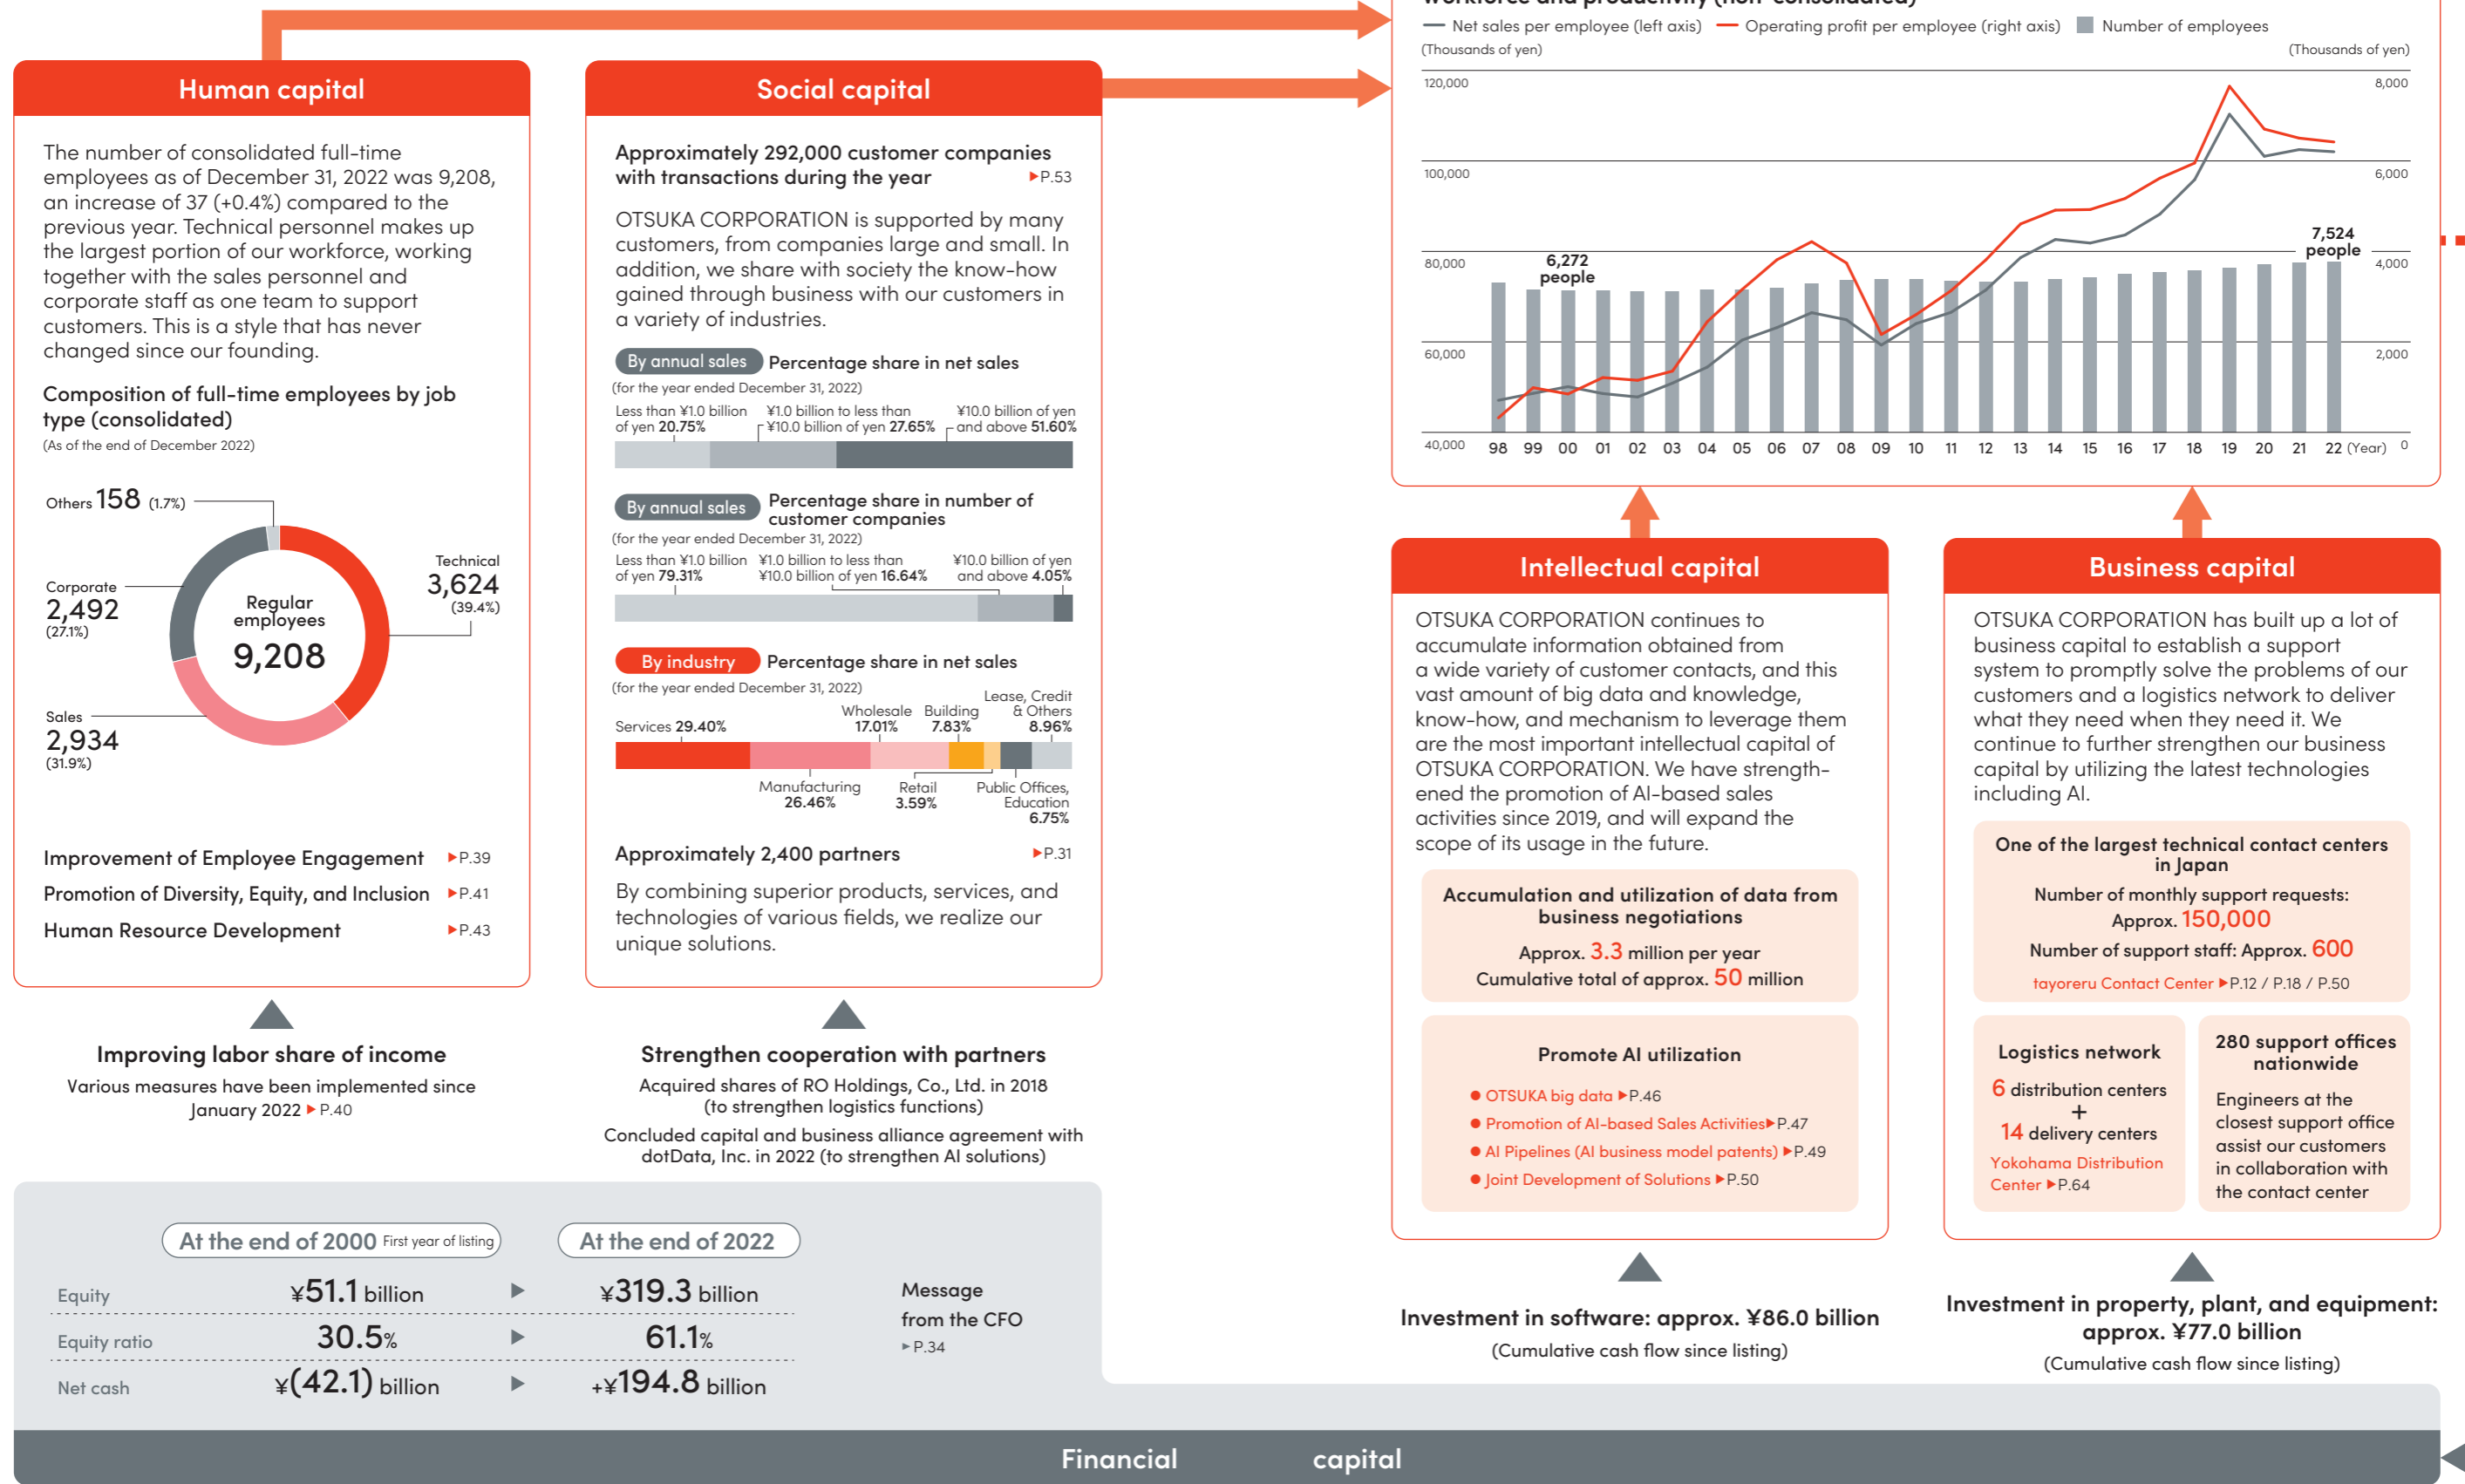 Human capital
The number of consolidated full-time
employees as of December 31, 2022 was 9,208,
an increase of 37 (+0.4%) compared to the
previous year. Technical personnel makes up
the largest portion of our workforce, working
together with the sales personnel and
corporate staff as one team to support
customers. This is a style that has never
changed since our founding.
Composition of full-time employees by job
type (consolidated)
(As of the end of December 2022)
Others 158 (1.7%)
Technical
3,624
(39.4%)
Corporate
2,492
(27.1%)
Regular
employees
9,208
Sales
2,934
(31.9%)
Improvement of Employee Engagement ▶P.39
Promotion of Diversity, Equity, and Inclusion ▶P.41
Human Resource Development ▶P.43
Improving labor share of income
Various measures have been implemented since
January 2022 ▶ P.40
Social capital
Approximately 292,000 customer companies
with transactions during the year ▶P.53
OTSUKA CORPORATION is supported by many
customers, from companies large and small. In
addition, we share with society the know-how
gained through business with our customers in
a variety of industries.
By annual sales Percentage share in net sales
(for the year ended December 31, 2022)
Less than ¥1.0 billion
of yen 20.75%
¥1.0 billion to less than
¥10.0 billion of yen 27.65%
¥10.0 billion of yen
and above 51.60%
By annual sales Percentage share in number of
customer companies
(for the year ended December 31, 2022)
Less than ¥1.0 billion
of yen 79.31%
¥1.0 billion to less than
¥10.0 billion of yen 16.64%
¥10.0 billion of yen
and above 4.05%
By industry Percentage share in net sales
(for the year ended December 31, 2022)
Services 29.40%
Wholesale
17.01%
Building
7.83%
Lease, Credit
& Others
8.96%
Manufacturing
26.46%
Retail
3.59%
Public Offices,
Education
6.75%
Approximately 2,400 partners ▶P.31
By combining superior products, services, and
technologies of various fields, we realize our
unique solutions.
Strengthen cooperation with partners
Acquired shares of RO Holdings, Co., Ltd. in 2018
(to strengthen logistics functions)
Concluded capital and business alliance agreement with
dotData, Inc. in 2022 (to strengthen AI solutions)
workforce and productivity (non-consolidated)
Net sales per employee (left axis) Operating profit per employee (right axis) Number of employees
(Thousands of yen) (Thousands of yen)
120,000 8,000
100,000 6,000
80,000 4,000
60,000 2,000
40,000 0
6,272
people
7,524
people
98 99 00 01 02 03 04 05 06 07 08 09 10 11 12 13 14 15 16 17 18 19 20 21 22 (Year)
Intellectual capital
OTSUKA CORPORATION continues to
accumulate information obtained from
a wide variety of customer contacts, and this
vast amount of big data and knowledge,
know-how, and mechanism to leverage them
are the most important intellectual capital of
OTSUKA CORPORATION. We have strength-
ened the promotion of AI-based sales
activities since 2019, and will expand the
scope of its usage in the future.
Accumulation and utilization of data from
business negotiations
Approx. 3.3 million per year
Cumulative total of approx. 50 million
Promote AI utilization
● OTSUKA big data ▶P.46
● Promotion of AI-based Sales Activities▶P.47
● AI Pipelines (AI business model patents) ▶P.49
● Joint Development of Solutions ▶P.50
Investment in software: approx. ¥86.0 billion
(Cumulative cash flow since listing)
Business capital
OTSUKA CORPORATION has built up a lot of
business capital to establish a support
system to promptly solve the problems of our
customers and a logistics network to deliver
what they need when they need it. We
continue to further strengthen our business
capital by utilizing the latest technologies
including AI.
One of the largest technical contact centers
in Japan
Number of monthly support requests:
Approx. 150,000
Number of support staff: Approx. 600
tayoreru Contact Center ▶P.12 / P.18 / P.50
Logistics network
6 distribution centers
+
14 delivery centers
Yokohama Distribution
Center ▶P.64
280 support offices
nationwide
Engineers at the
closest support office
assist our customers
in collaboration with
the contact center
Investment in property, plant, and equipment:
approx. ¥77.0 billion
(Cumulative cash flow since listing)
At the end of 2000 First year of listing
At the end of 2022
Equity ¥51.1 billion ▶ ¥319.3 billion
Equity ratio 30.5% ▶ 61.1%
Net cash ¥(42.1) billion ▶ +¥194.8 billion
Message
from the CFO
▶P.34
Financial capital